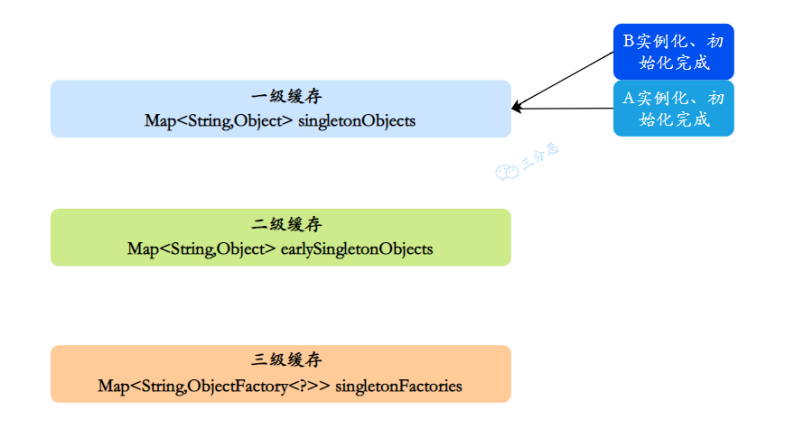 B实例化、初
始化完成
一级缓存
Map<String,Object> singletonObjects
A实例化、初
始化完成
三分恶
二级缓存
Map<String,Object> earlySingletonObjects
三级缓存
Map<String,ObjectFactory<?>> singletonFactories